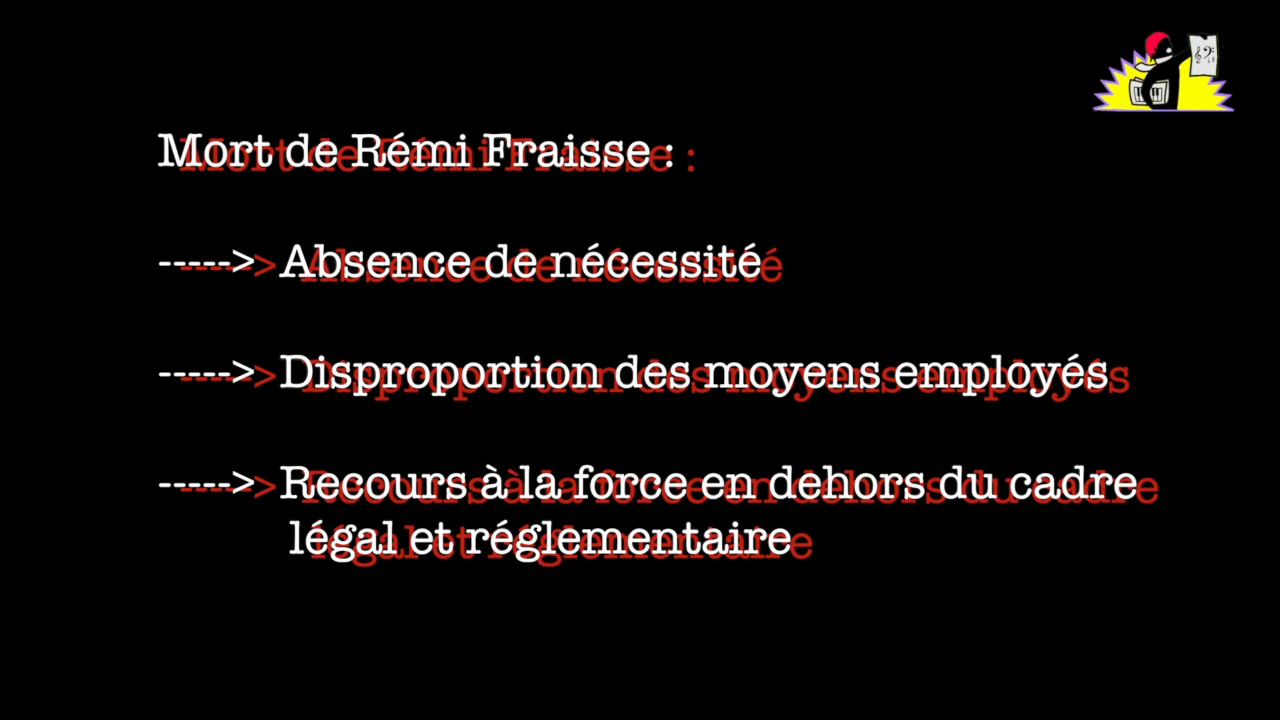 Mort de Rémi Fraisse :
-----> Absence de nécessité
-----> Disproportion des moyens employés
-----> Recours à la force en dehors du cadre
légal et réglementaire